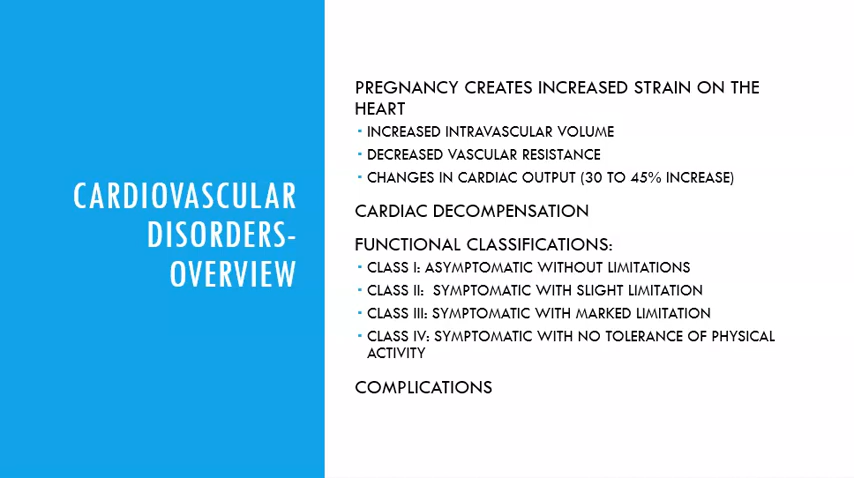 CARDIOVASCULAR
DISORDERS-
OVERVIEW
PREGNANCY CREATES INCREASED STRAIN ON THE
HEART
▪ INCREASED INTRAVASCULAR VOLUME
▪ DECREASED VASCULAR RESISTANCE
▪ CHANGES IN CARDIAC OUTPUT (30 TO 45% INCREASE)
CARDIAC DECOMPENSATION
FUNCTIONAL CLASSIFICATIONS:
▪ CLASS I: ASYMPTOMATIC WITHOUT LIMITATIONS
▪ CLASS II:  SYMPTOMATIC WITH SLIGHT LIMITATION
▪ CLASS III: SYMPTOMATIC WITH MARKED LIMITATION
▪ CLASS IV: SYMPTOMATIC WITH NO TOLERANCE OF PHYSICAL
ACTIVITY
COMPLICATIONS